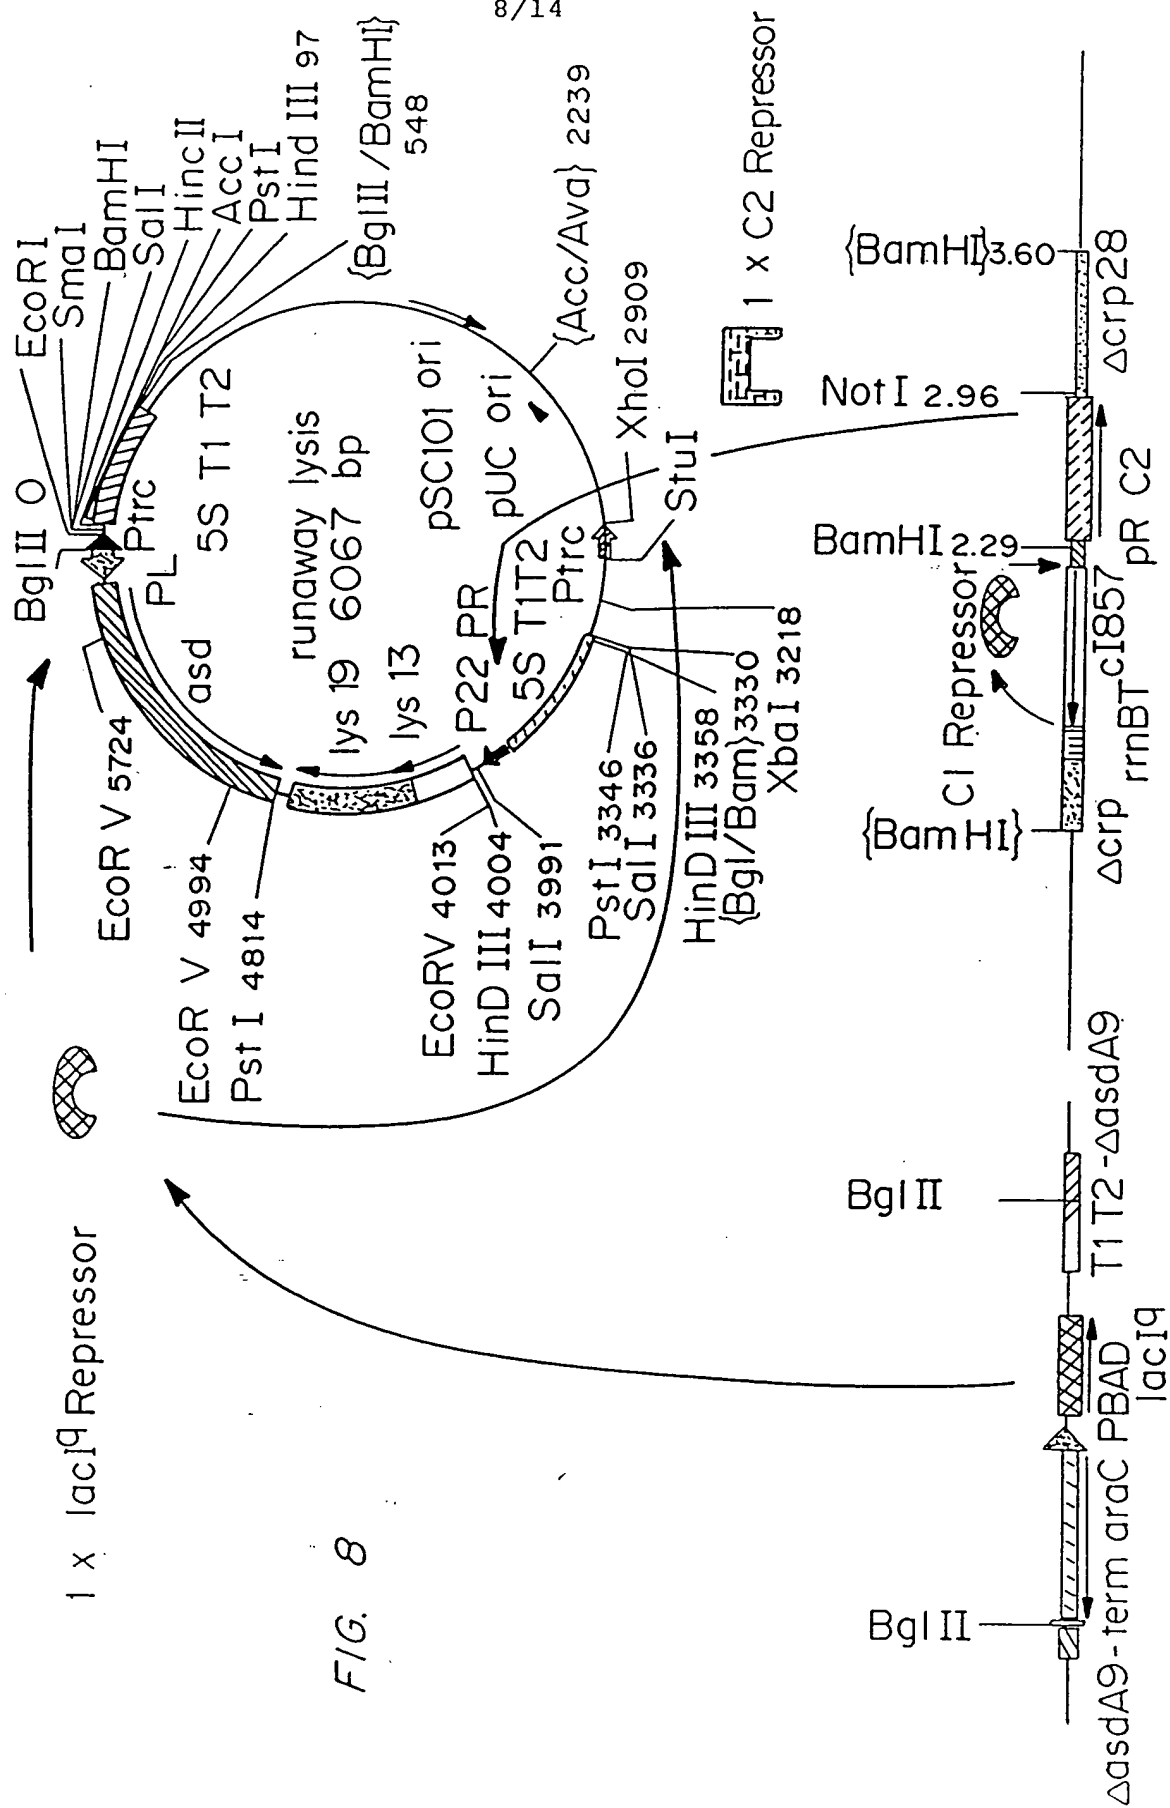 8/14
BglII 0
EcoRI
SmaI
BamHI
SalI
HincII
AccI
PstI
Hind III 97
{BglII/BamHI}
548
{Acc/Ava} 2239
XhoI 2909
StuI
XbaI 3218
{Bgl/Bam}3330
HinD III 3358
SalI 3336
PstI 3346
SalI 3991
HinD III 4004
EcoRV 4013
Pst I 4814
EcoR V 4994
EcoR V 5724
PL
Ptrc
5S T1 T2
asd
runaway lysis
lys 19 6067 bp
lys 13
pSC101 ori
pUC ori
P22 PR
5S T1T2
Ptrc
1 x lacIq Repressor
1 x C2 Repressor
FIG. 8
BglII
BglII
ΔasdA9-term araC PBAD
lacIq
T1 T2-ΔasdA9
{Bam HI}
CI Repressor
BamHI 2.29
NotI 2.96
{BamHI}3.60
Δcrp
rrnBT
cI857
pR C2
Δcrp28